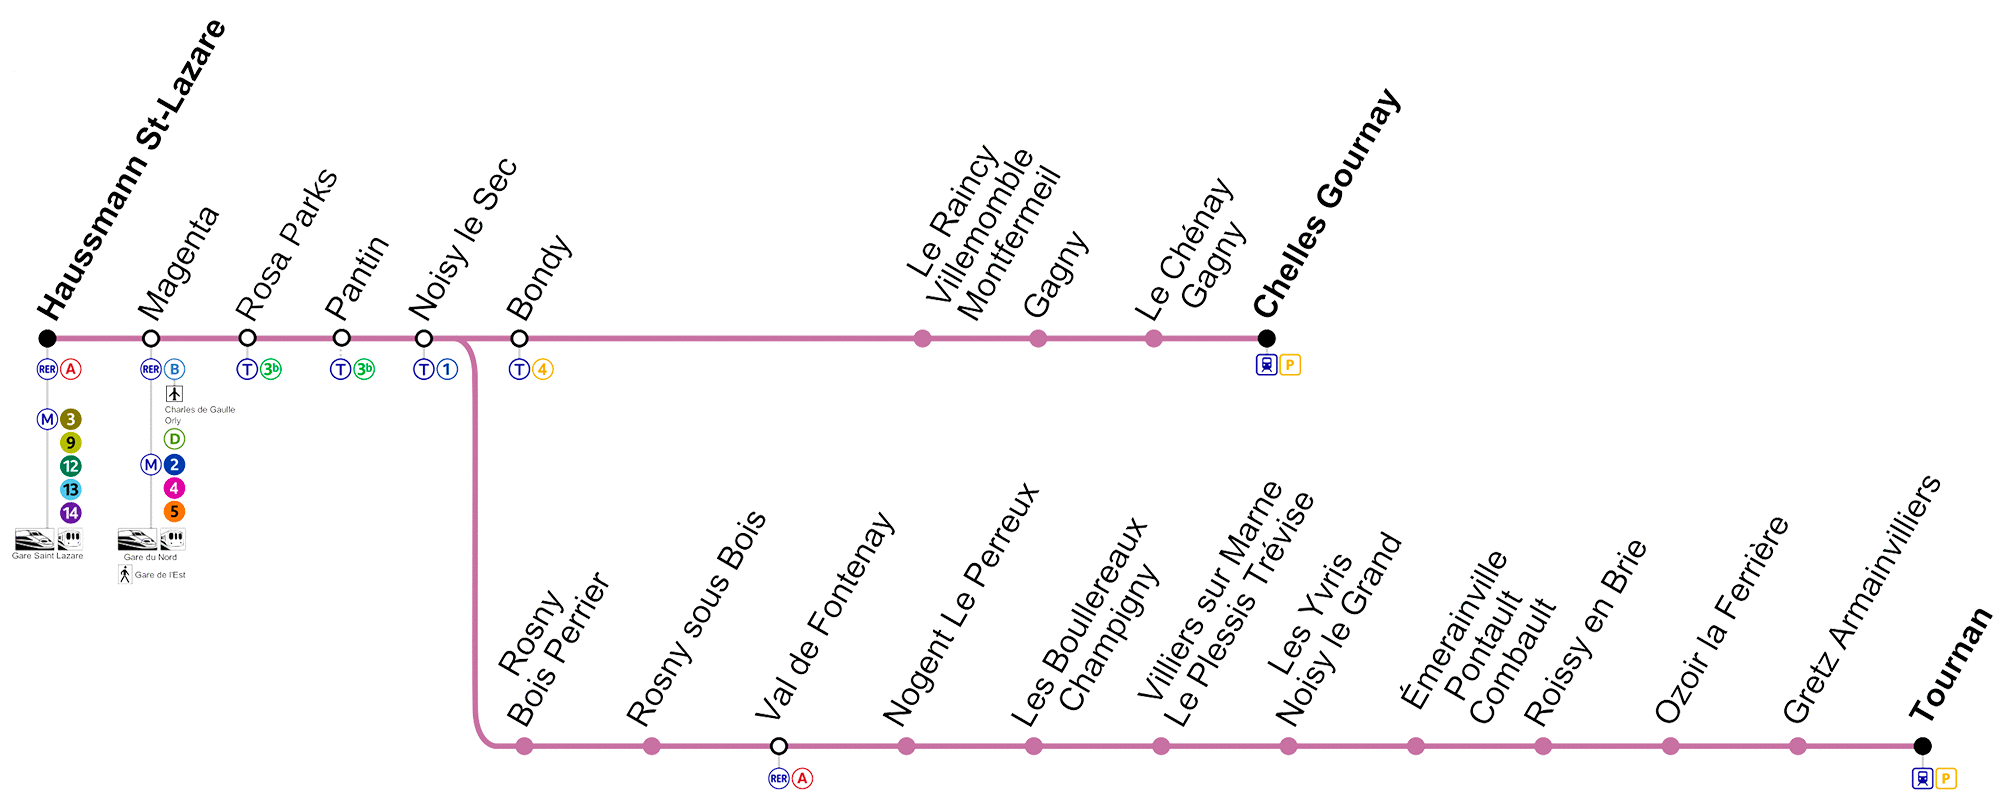 Haussmann St-Lazare
Magenta
Rosa Parks
Pantin
Noisy le Sec
Bondy
Le Raincy
Villemomble
Montfermeil
Gagny
Le Chénay
Gagny
Chelles Gournay
RER A
RER B
T 3b
T 3b
T 1
T 4
P
Charles de Gaulle
Orly
M 3
9
12
13
14
D
M 2
4
5
Gare Saint Lazare
Gare du Nord
Gare de l'Est
Rosny
Bois Perrier
Rosny sous Bois
Val de Fontenay
Nogent Le Perreux
Les Boullereaux
Champigny
Villiers sur Marne
Le Plessis Trévise
Les Yvris
Noisy le Grand
Émerainville
Pontault
Combault
Roissy en Brie
Ozoir la Ferrière
Gretz Armainvilliers
Tournan
RER A
P